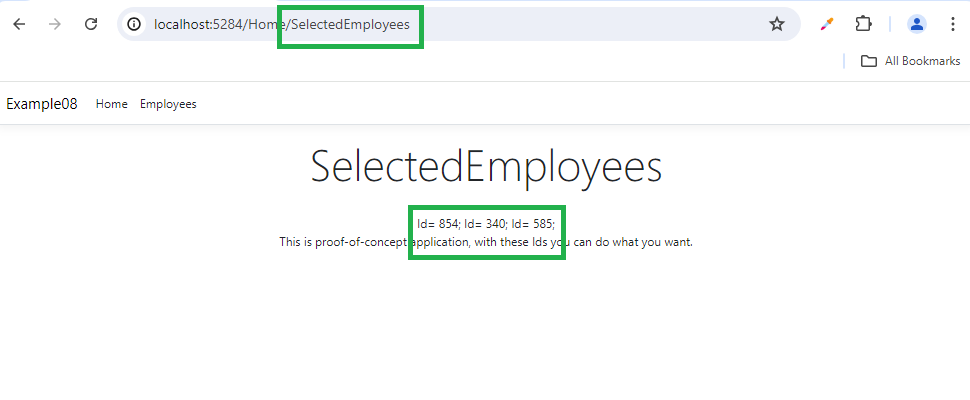 localhost:5284/Home/SelectedEmployees
All Bookmarks
Example08 Home Employees
SelectedEmployees
Id= 854; Id= 340; Id= 585;
This is proof-of-concept application, with these Ids you can do what you want.